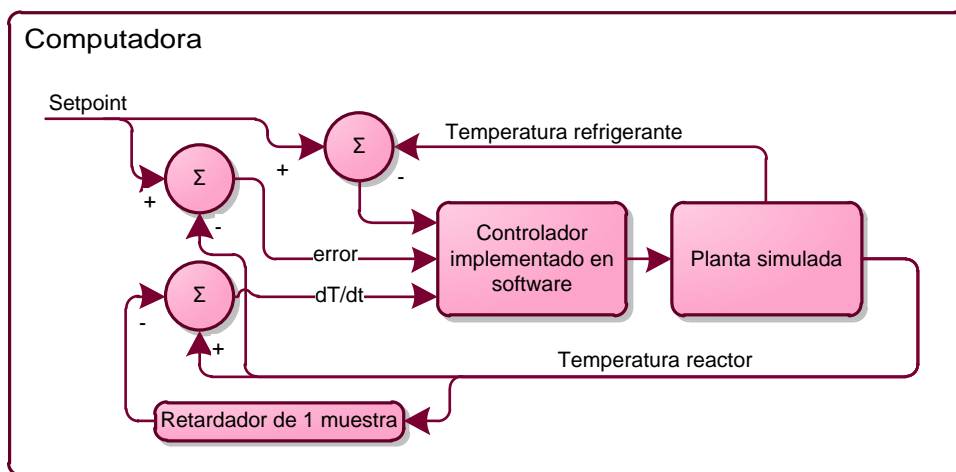 Computadora
Setpoint
Temperatura refrigerante
Σ
+
-
Σ
+
-
Controlador
implementado en
software
Planta simulada
error
Σ
dT/dt
-
+
Temperatura reactor
Retardador de 1 muestra